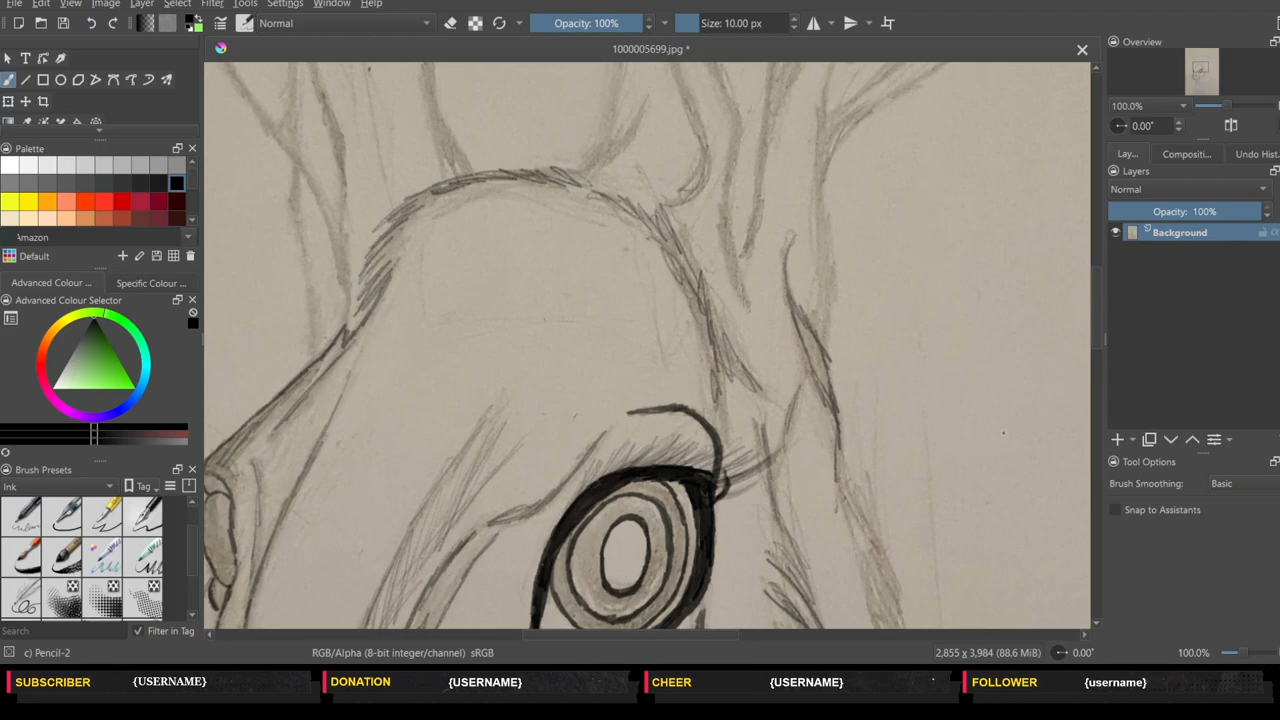 File Edit View Image Layer Select Filter Tools Settings Window Help
Normal Opacity: 100% Size: 10.00 px
1000005699.jpg *
Overview
100.0%
0.00°
Lay... Compositi... Undo Hist.
Layers
Normal
Opacity: 100%
Background
Tool Options
Brush Smoothing: Basic
Snap to Assistants
Palette
Amazon
Default
Advanced Colour ... Specific Colour ...
Advanced Colour Selector
Brush Presets
Ink Tag
Search Filter in Tag
c) Pencil-2 RGB/Alpha (8-bit integer/channel) sRGB 2,855 x 3,984 (88.6 MiB) 0.00° 100.0%
SUBSCRIBER {USERNAME} DONATION {USERNAME} CHEER {USERNAME} FOLLOWER {username}